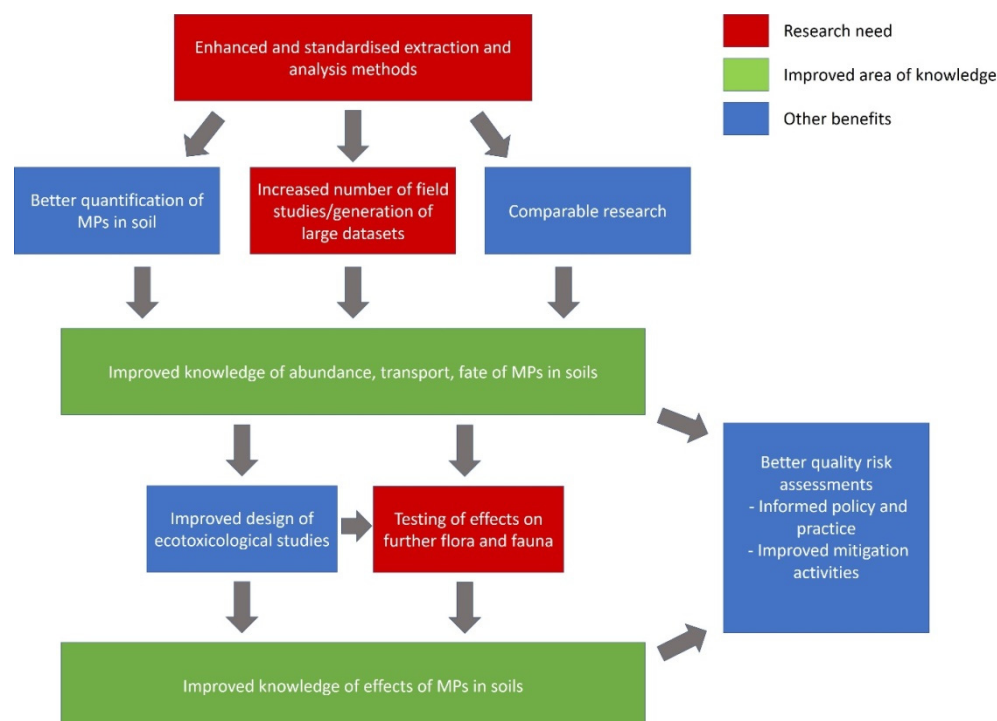 Enhanced and standardised extraction and
analysis methods
Research need
Improved area of knowledge
Other benefits
Better quantification of
MPs in soil
Increased number of field
studies/generation of
large datasets
Comparable research
Improved knowledge of abundance, transport, fate of MPs in soils
Improved design of
ecotoxicological studies
Testing of effects on
further flora and fauna
Better quality risk
assessments
- Informed policy and
practice
- Improved mitigation
activities
Improved knowledge of effects of MPs in soils